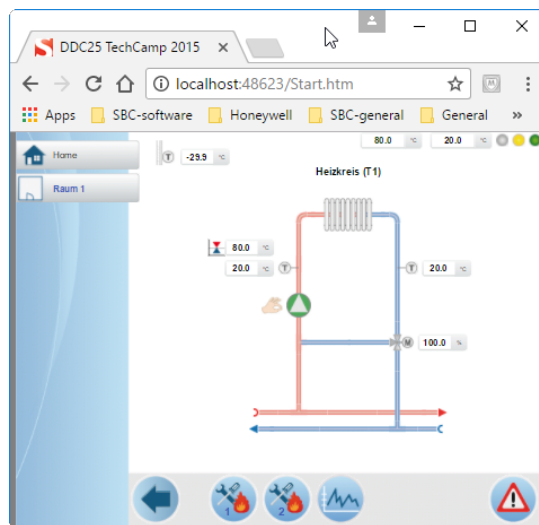 DDC25 TechCamp 2015
localhost:48623/Start.htm
Apps SBC-software Honeywell SBC-general General »
Home
Raum 1
T -29.9 °C
80.0 °C 20.0 °C
Heizkreis (T1)
80.0 °C
20.0 °C T
T 20.0 °C
M 100.0 %
1 2